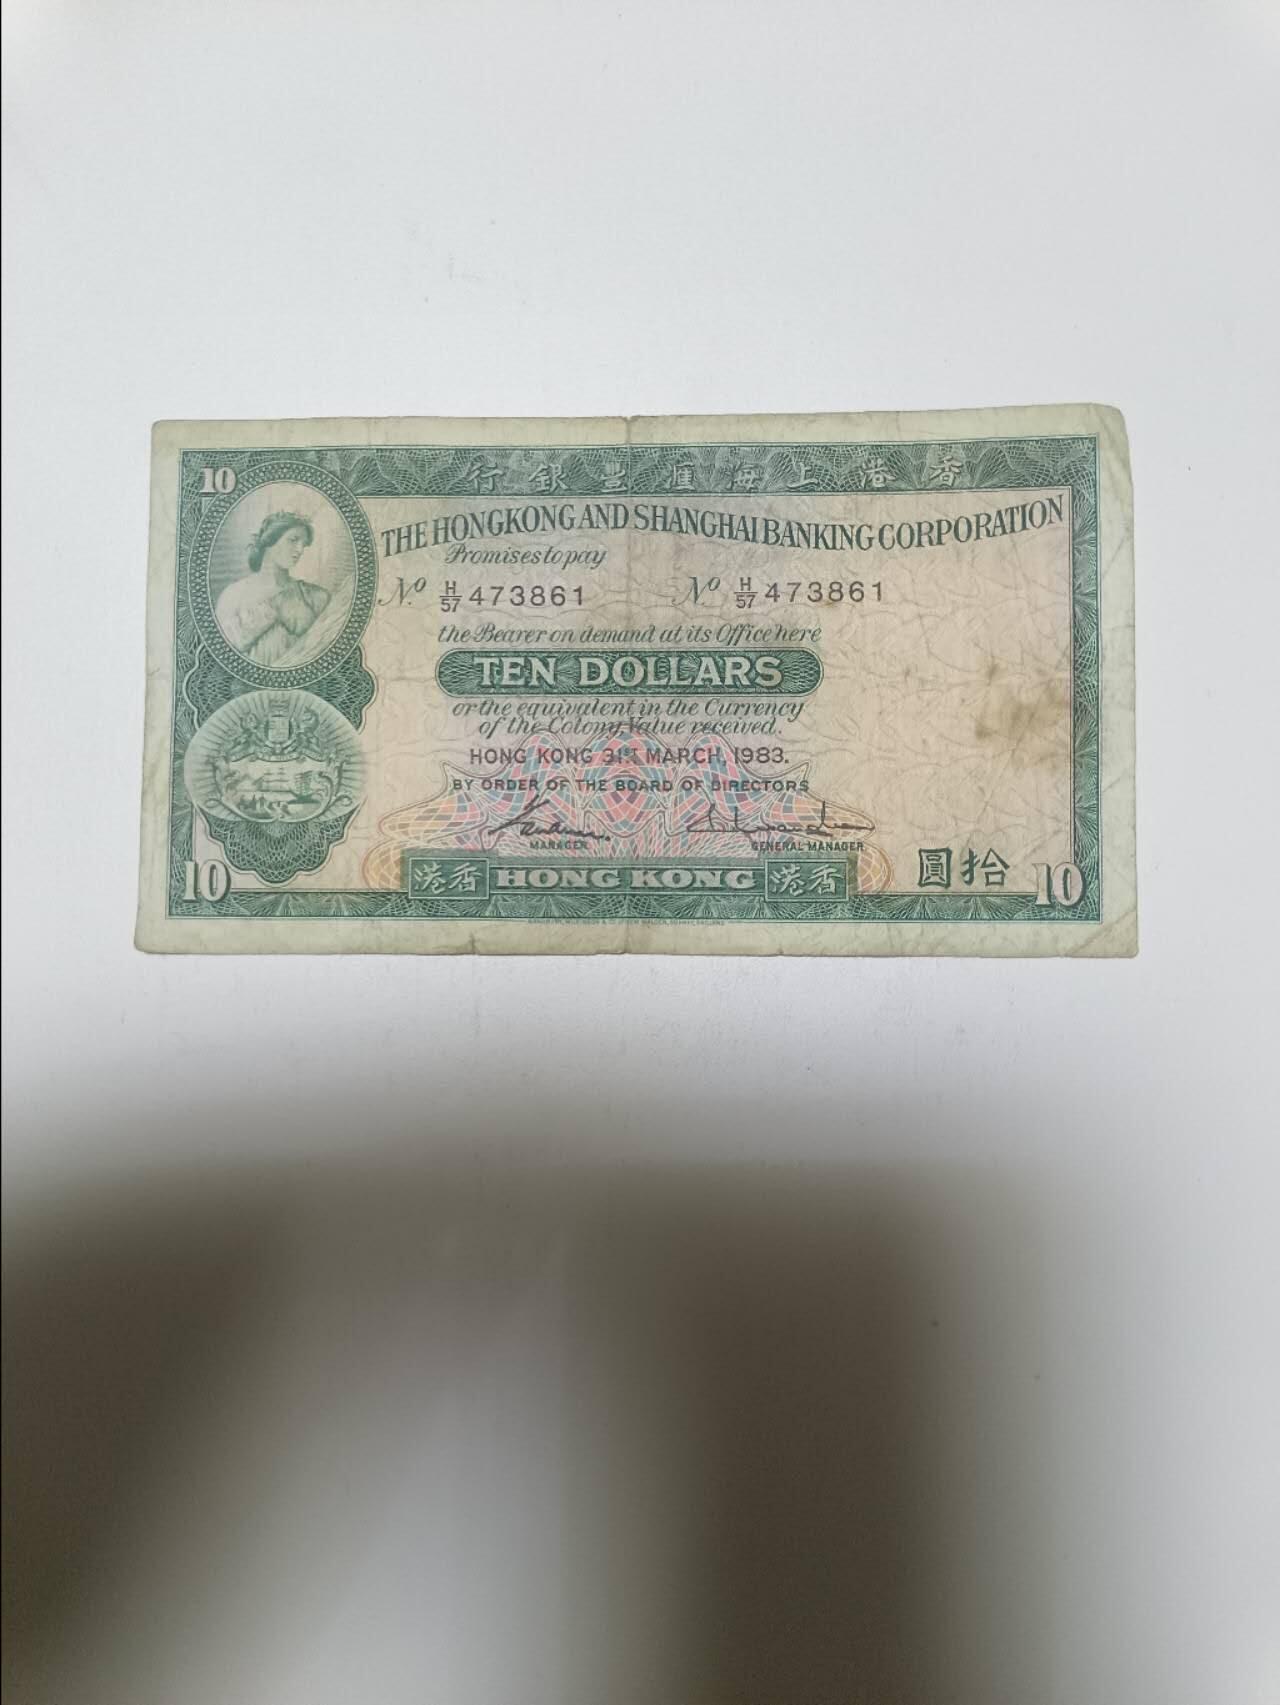 10
行銀豐滙海上港香
THE HONGKONG AND SHANGHAI BANKING CORPORATION
Promises to pay
No. H/57 473861 No. H/57 473861
the Bearer on demand at its Office here
TEN DOLLARS
or the equivalent in the Currency
of the Colony, Value received.
HONG KONG 31ST MARCH, 1983.
BY ORDER OF THE BOARD OF DIRECTORS
MANAGER GENERAL MANAGER
10 港香 HONG KONG 港香 圓拾 10